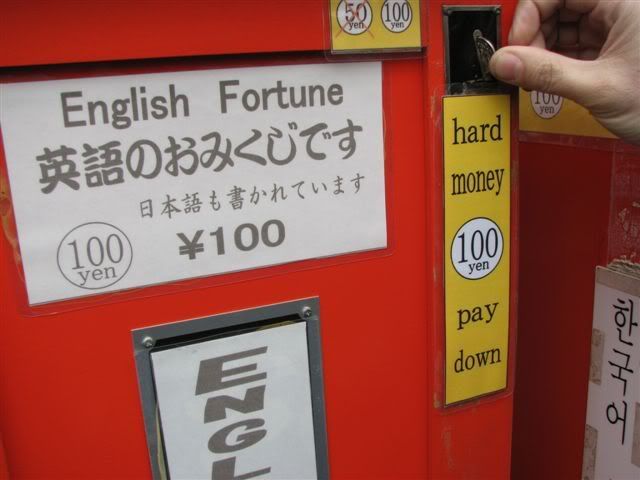 50 yen
100 yen
English Fortune
英語のおみくじです
日本語も書かれています
¥100
100
yen
hard
money
100
yen
pay
down
100
yen
ENGL
한국어